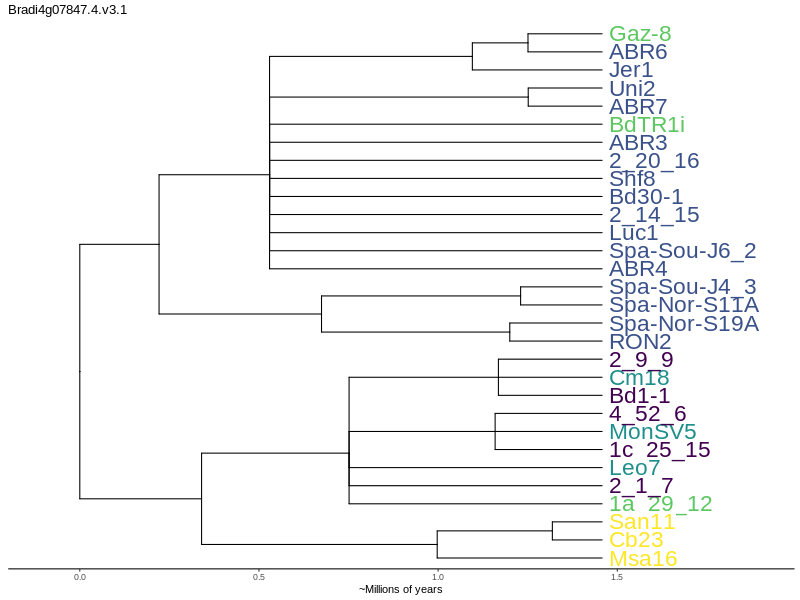 Bradi4g07847.4.v3.1
Gaz-8
ABR6
Jer1
Uni2
ABR7
BdTR1i
ABR3
2_20_16
Shf8
Bd30-1
2_14_15
Luc1
Spa-Sou-J6_2
ABR4
Spa-Sou-J4_3
Spa-Nor-S11A
Spa-Nor-S19A
RON2
2_9_9
Cm18
Bd1-1
4_52_6
MonSV5
1c_25_15
Leo7
2_1_7
1a_29_12
San11
Cb23
Msa16
0.0 0.5 1.0 1.5
~Millions of years